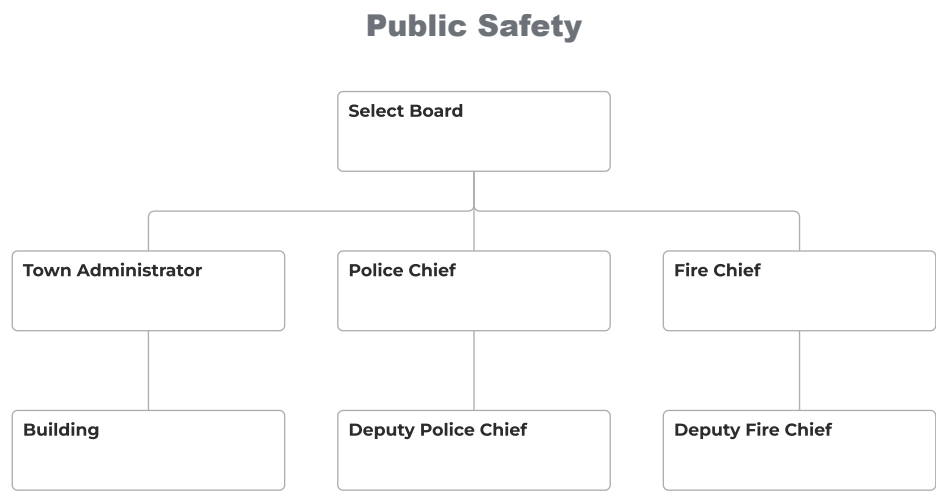 Public Safety
Select Board
Town Administrator
Police Chief
Fire Chief
Building
Deputy Police Chief
Deputy Fire Chief